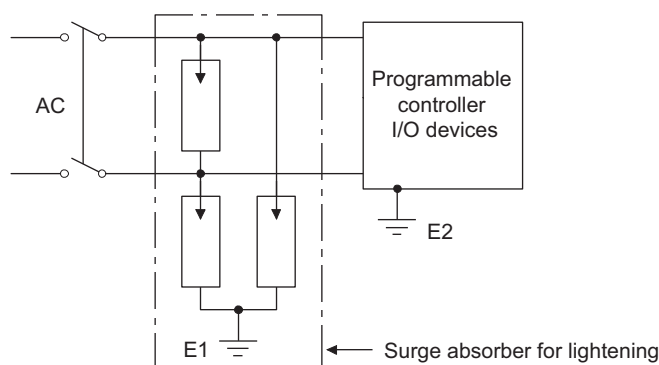 AC
Programmable
controller
I/O devices
E2
E1
Surge absorber for lightening